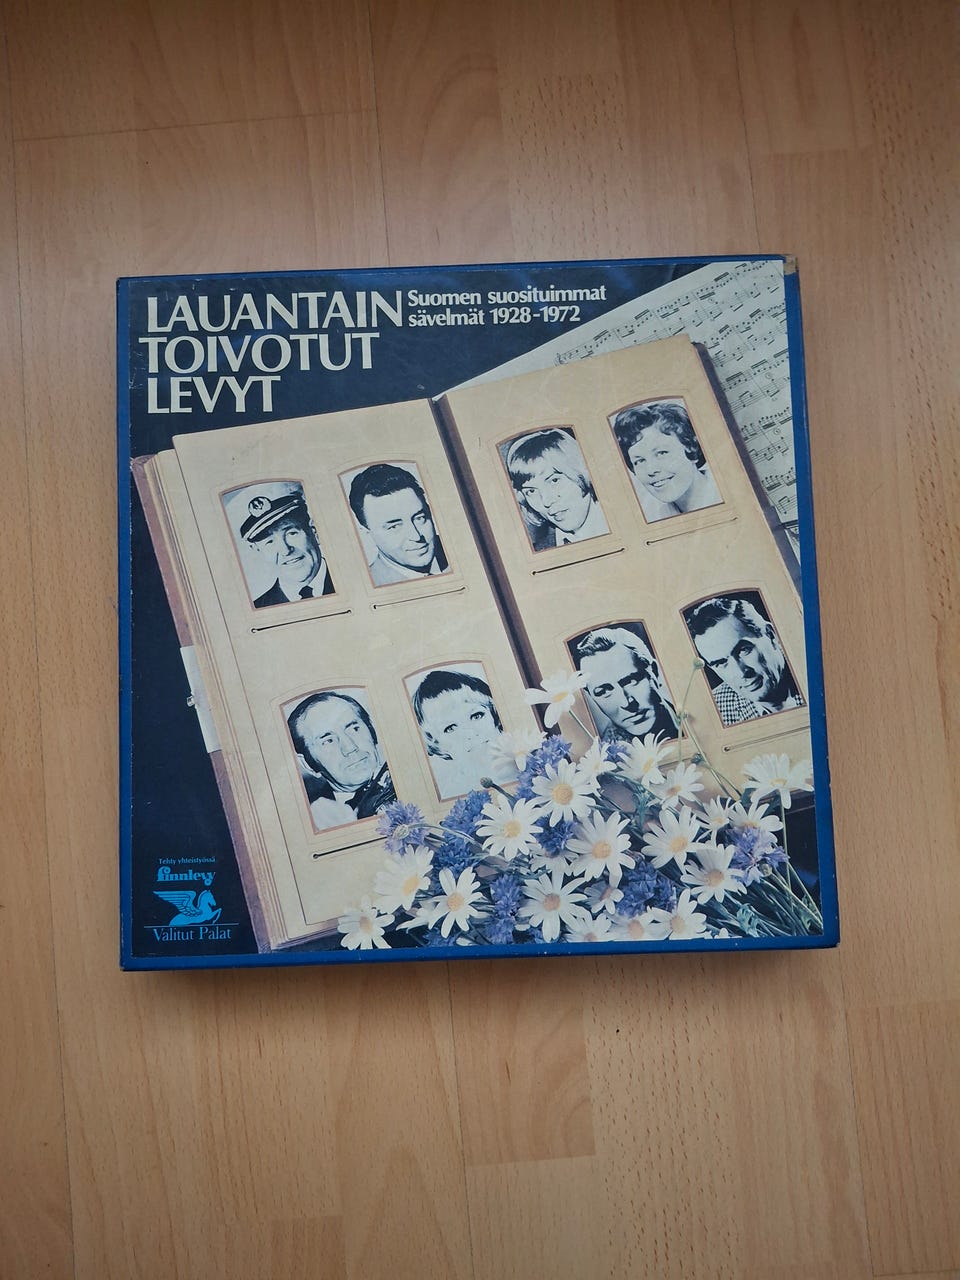 LAUANTAIN
TOIVOTUT
LEVYT
Suomen suosituimmat
sävelmät 1928-1972
Tehty yhteistyössä
finnlevy
Valitut Palat